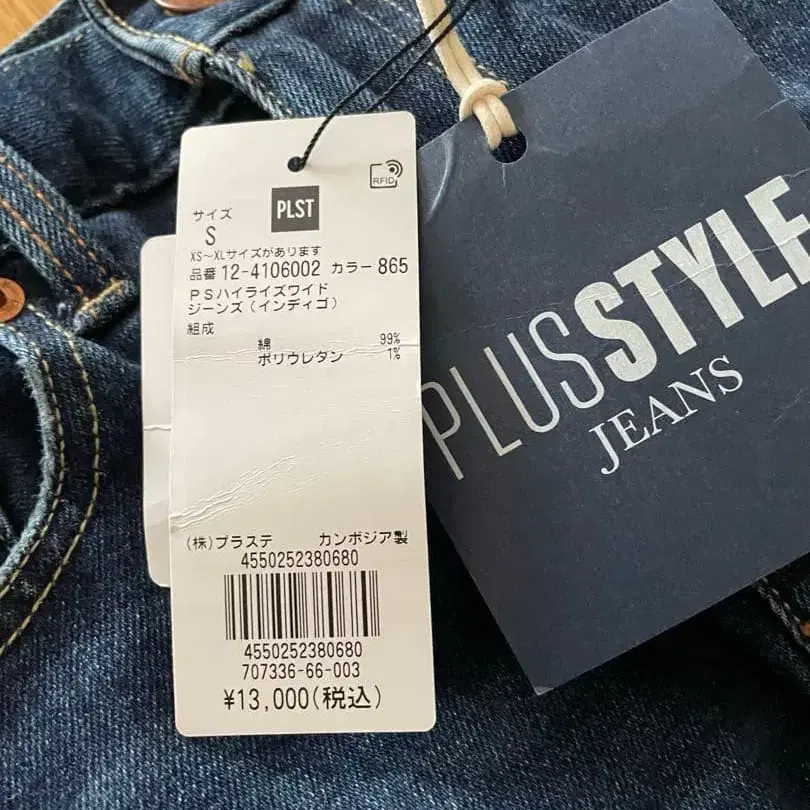 RFID
PLST
サイズ
S
XS～XLサイズがあります
品番 12-4106002 カラー 865
ＰＳハイライズワイド
ジーンズ（インディゴ）
組成
綿 99%
ポリウレタン 1%
(株)プラステ カンボジア製
4550252380680
4550252380680
707336-66-003
¥13,000(税込)
PLUSSTYLE
JEANS